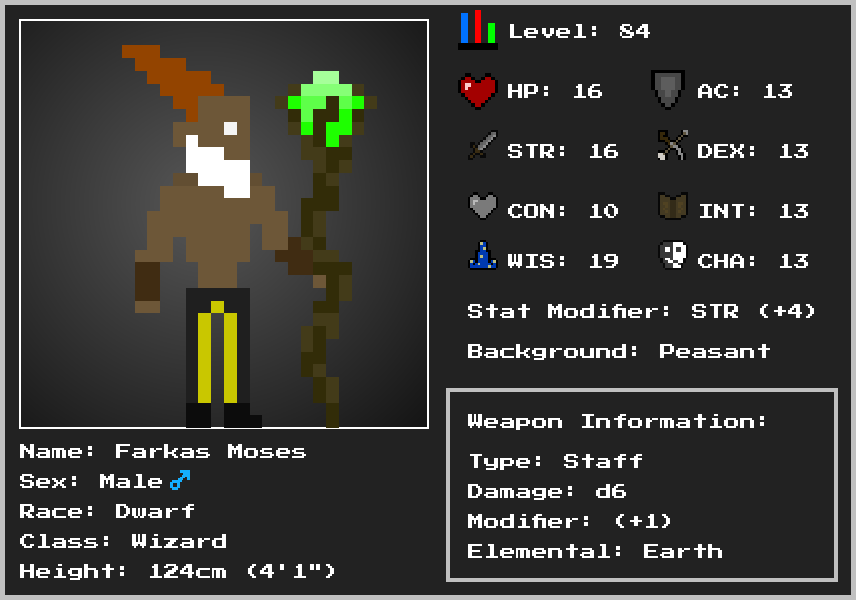 Level: 84
HP: 16 AC: 13
STR: 16 DEX: 13
CON: 10 INT: 13
WIS: 19 CHA: 13
Stat Modifier: STR (+4)
Background: Peasant
Weapon Information:
Type: Staff
Damage: d6
Modifier: (+1)
Elemental: Earth
Name: Farkas Moses
Sex: Male ♂
Race: Dwarf
Class: Wizard
Height: 124cm (4'1")